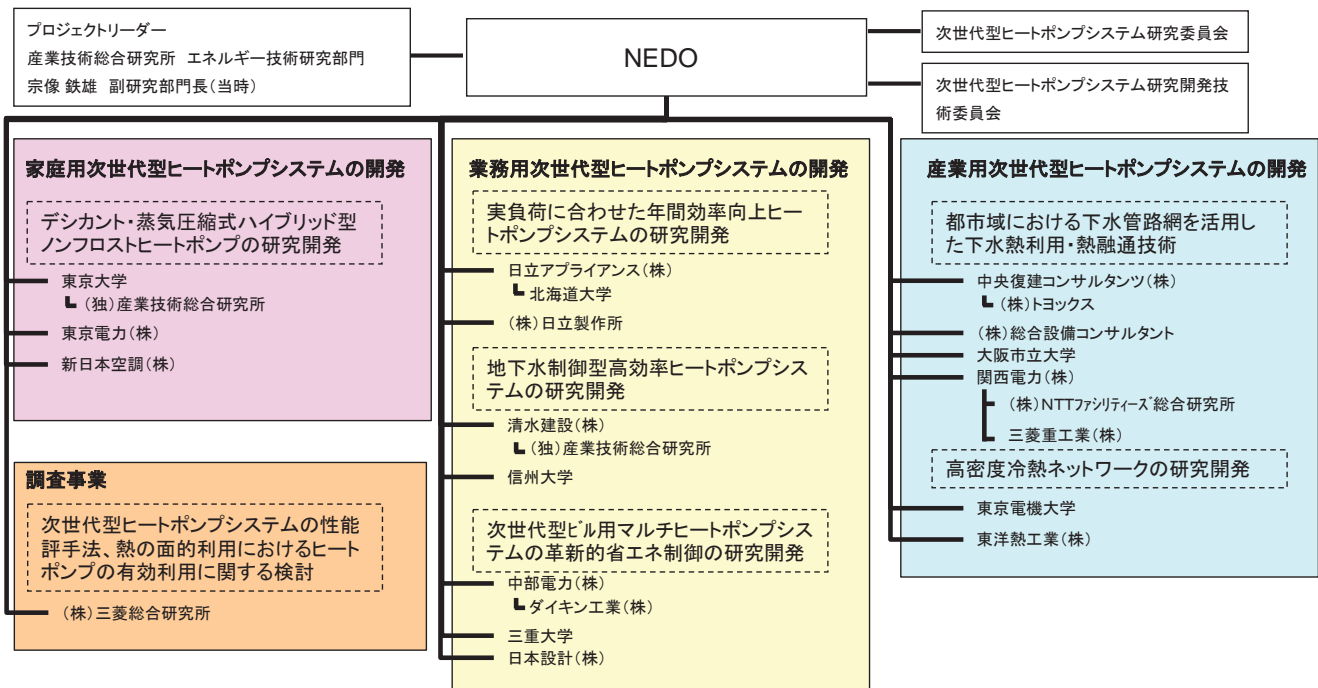 プロジェクトリーダー
産業技術総合研究所 エネルギー技術研究部門
宗像 鉄雄 副研究部門長(当時)
NEDO
次世代型ヒートポンプシステム研究委員会
次世代型ヒートポンプシステム研究開発技
術委員会
家庭用次世代型ヒートポンプシステムの開発
デシカント・蒸気圧縮式ハイブリッド型
ノンフロストヒートポンプの研究開発
東京大学
(独)産業技術総合研究所
東京電力(株)
新日本空調(株)
調査事業
次世代型ヒートポンプシステムの性能
評手法、熱の面的利用におけるヒート
ポンプの有効利用に関する検討
(株)三菱総合研究所
業務用次世代型ヒートポンプシステムの開発
実負荷に合わせた年間効率向上ヒー
トポンプシステムの研究開発
日立アプライアンス(株)
北海道大学
(株)日立製作所
地下水制御型高効率ヒートポンプシス
テムの研究開発
清水建設(株)
(独)産業技術総合研究所
信州大学
次世代型ビル用マルチヒートポンプシス
テムの革新的省エネ制御の研究開発
中部電力(株)
ダイキン工業(株)
三重大学
日本設計(株)
産業用次世代型ヒートポンプシステムの開発
都市域における下水管路網を活用し
た下水熱利用・熱融通技術
中央復建コンサルタンツ(株)
(株)トヨックス
(株)総合設備コンサルタント
大阪市立大学
関西電力(株)
(株)NTTファシリティーズ総合研究所
三菱重工業(株)
高密度冷熱ネットワークの研究開発
東京電機大学
東洋熱工業(株)